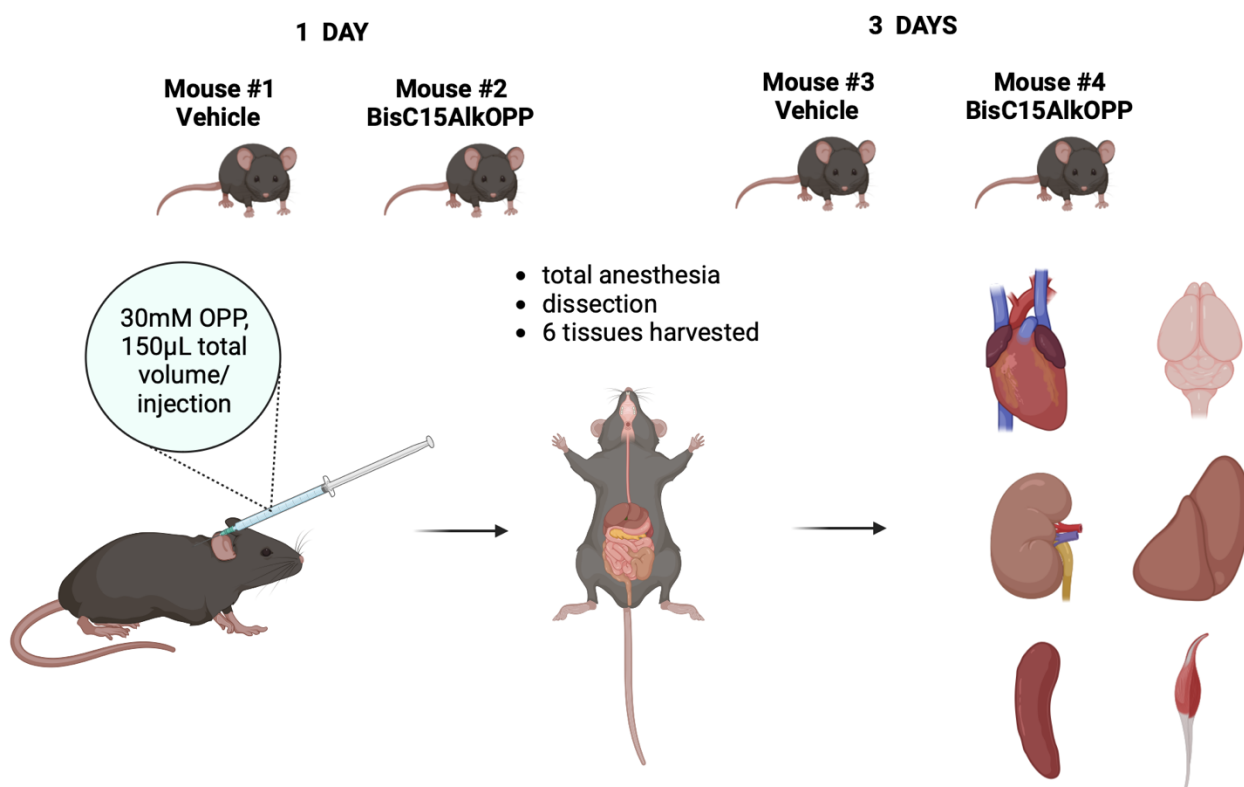 1 DAY
3 DAYS
Mouse #1
Vehicle
Mouse #2
BisC15AlkOPP
Mouse #3
Vehicle
Mouse #4
BisC15AlkOPP
30mM OPP,
150µL total
volume/
injection
• total anesthesia
• dissection
• 6 tissues harvested